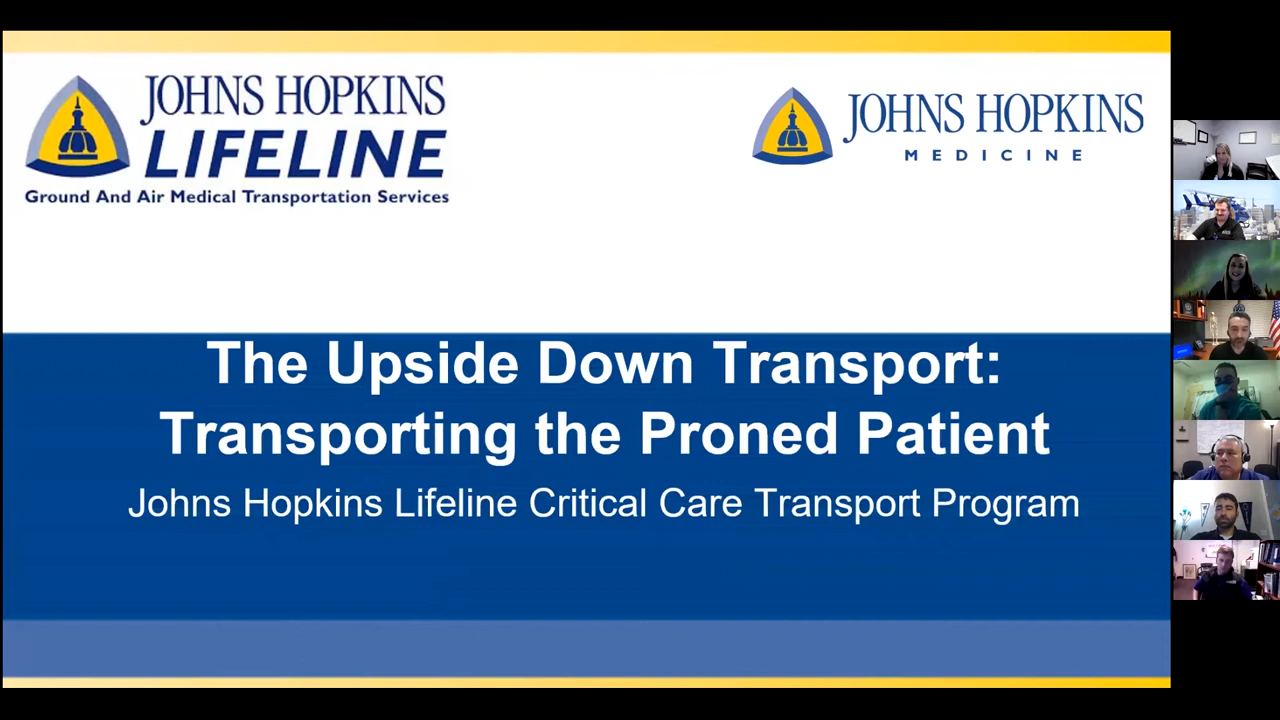 JOHNS HOPKINS
LIFELINE
Ground And Air Medical Transportation Services
JOHNS HOPKINS
MEDICINE
The Upside Down Transport:
Transporting the Proned Patient
Johns Hopkins Lifeline Critical Care Transport Program